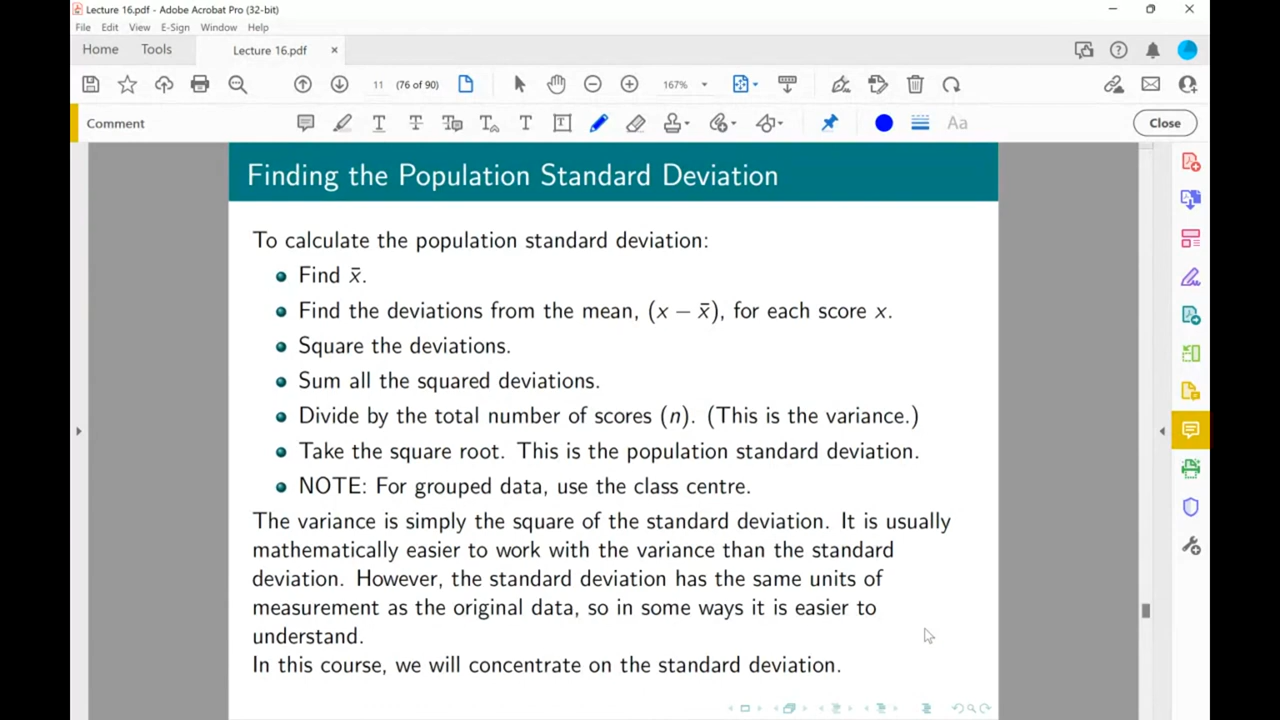 Lecture 16.pdf - Adobe Acrobat Pro (32-bit)
File Edit View E-Sign Window Help
Home Tools Lecture 16.pdf ×
11 (76 of 90) 167%
Comment Aa Close
Finding the Population Standard Deviation
To calculate the population standard deviation:
Find x̄.
Find the deviations from the mean, (x − x̄), for each score x.
Square the deviations.
Sum all the squared deviations.
Divide by the total number of scores (n). (This is the variance.)
Take the square root. This is the population standard deviation.
NOTE: For grouped data, use the class centre.
The variance is simply the square of the standard deviation. It is usually
mathematically easier to work with the variance than the standard
deviation. However, the standard deviation has the same units of
measurement as the original data, so in some ways it is easier to
understand.
In this course, we will concentrate on the standard deviation.